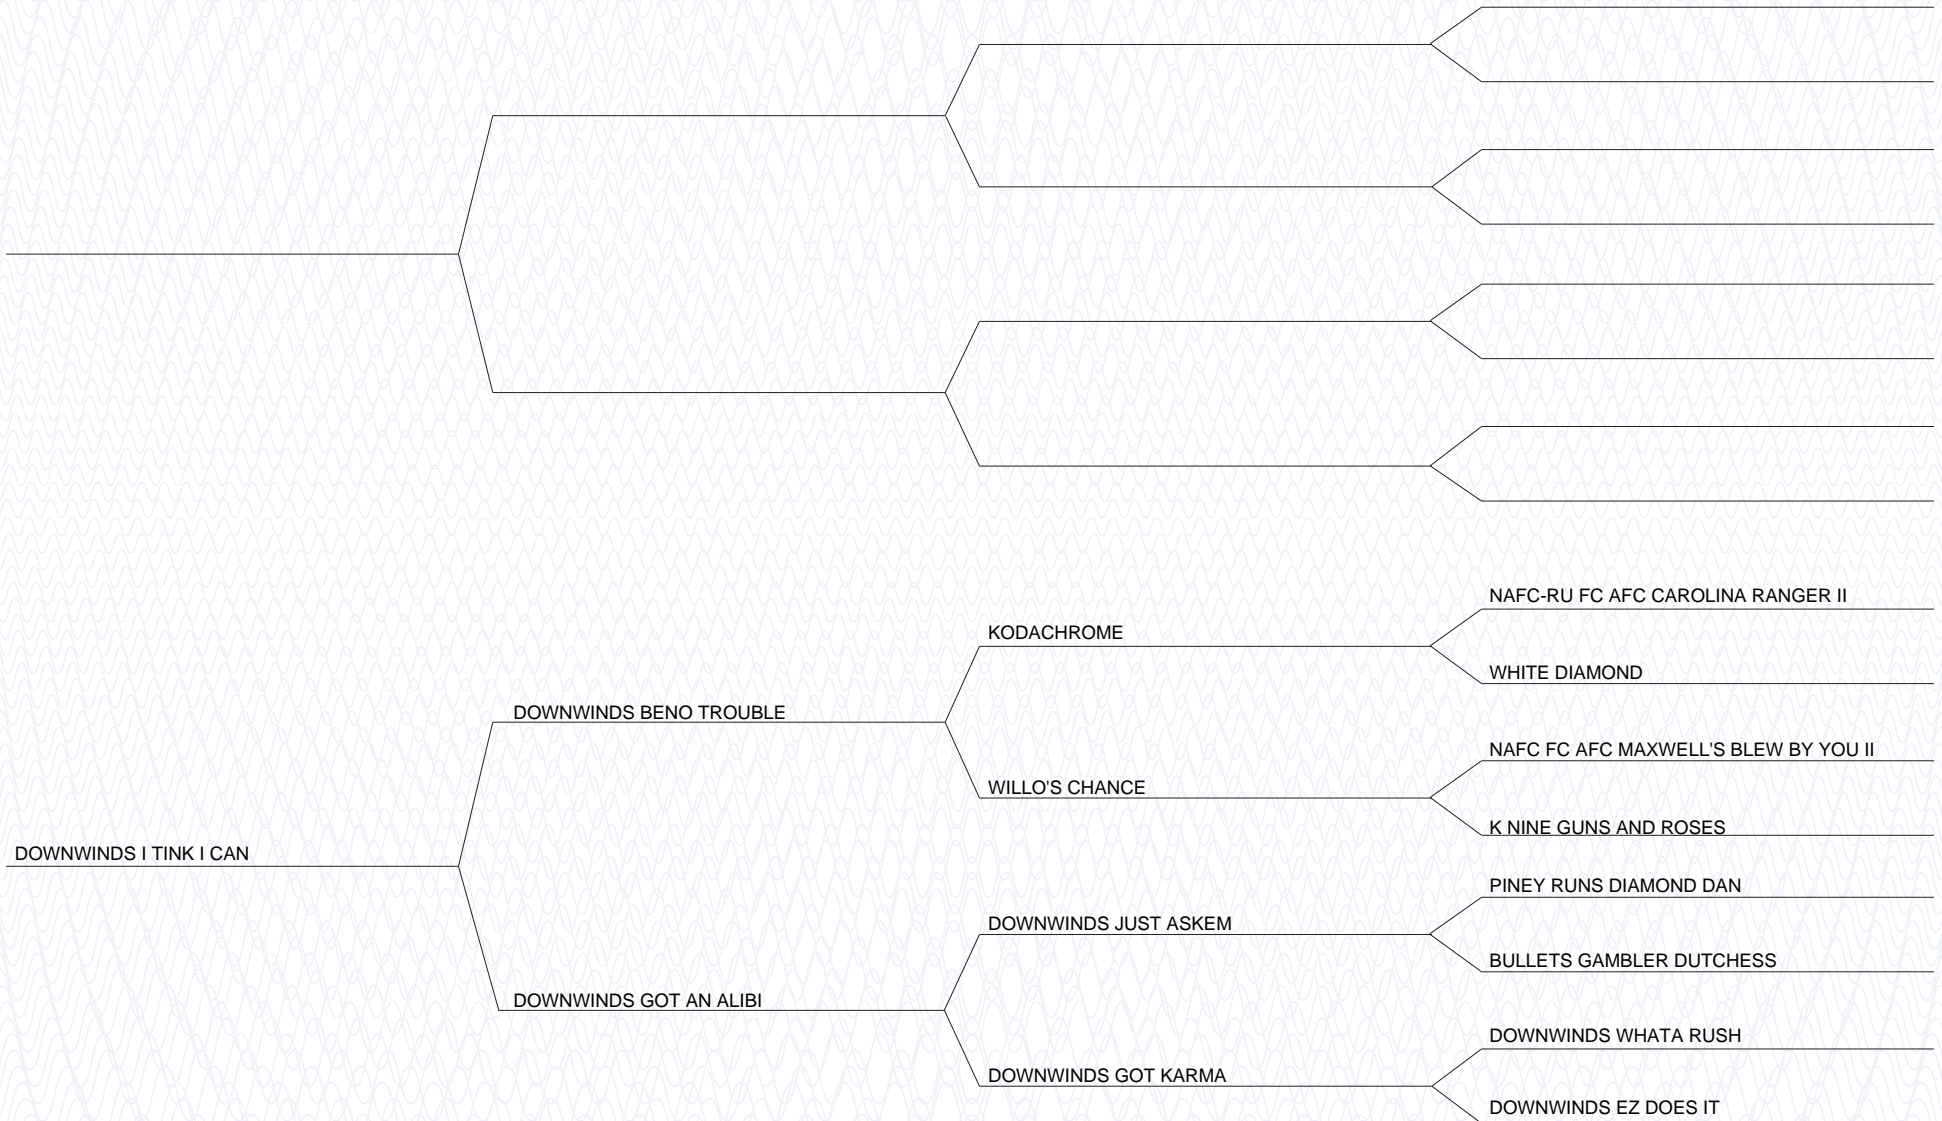 NAFC-RU FC AFC CAROLINA RANGER II
KODACHROME
WHITE DIAMOND
DOWNWINDS BENO TROUBLE
NAFC FC AFC MAXWELL'S BLEW BY YOU II
WILLO'S CHANCE
K NINE GUNS AND ROSES
DOWNWINDS I TINK I CAN
PINEY RUNS DIAMOND DAN
DOWNWINDS JUST ASKEM
BULLETS GAMBLER DUTCHESS
DOWNWINDS GOT AN ALIBI
DOWNWINDS WHATA RUSH
DOWNWINDS GOT KARMA
DOWNWINDS EZ DOES IT